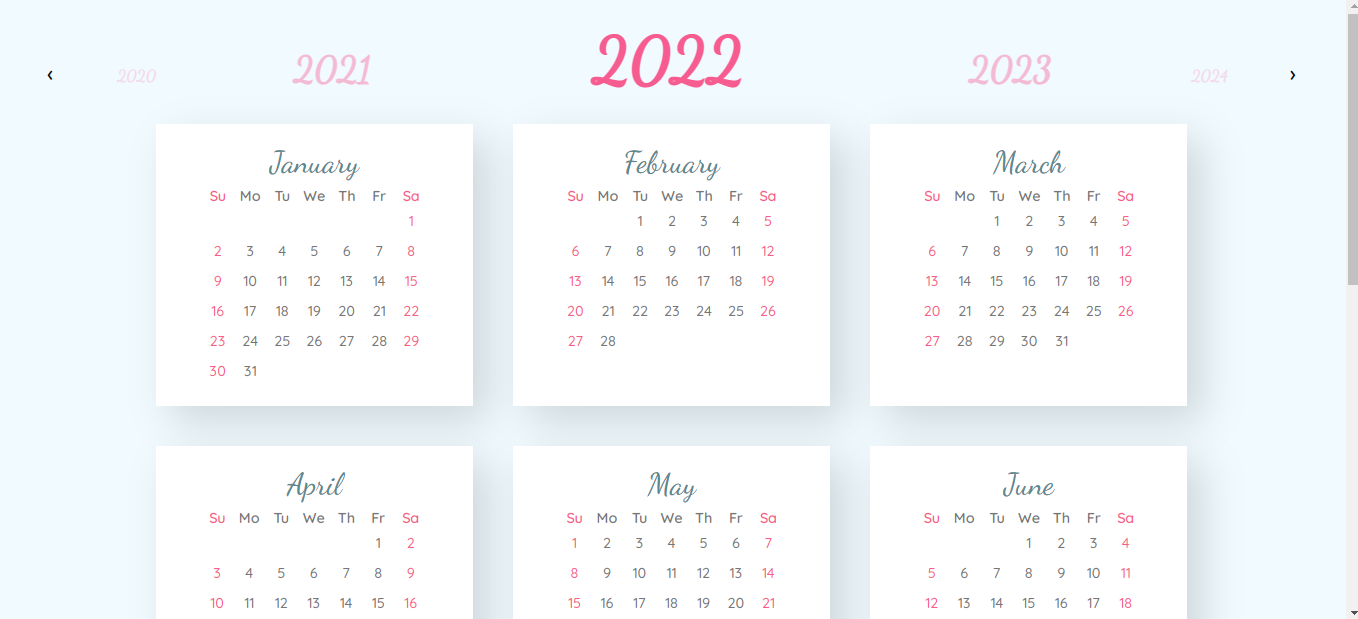 ‹ 2020 2021 2022 2023 2024 ›
January
Su Mo Tu We Th Fr Sa
1
2 3 4 5 6 7 8
9 10 11 12 13 14 15
16 17 18 19 20 21 22
23 24 25 26 27 28 29
30 31
February
Su Mo Tu We Th Fr Sa
1 2 3 4 5
6 7 8 9 10 11 12
13 14 15 16 17 18 19
20 21 22 23 24 25 26
27 28
March
Su Mo Tu We Th Fr Sa
1 2 3 4 5
6 7 8 9 10 11 12
13 14 15 16 17 18 19
20 21 22 23 24 25 26
27 28 29 30 31
April
Su Mo Tu We Th Fr Sa
1 2
3 4 5 6 7 8 9
10 11 12 13 14 15 16
May
Su Mo Tu We Th Fr Sa
1 2 3 4 5 6 7
8 9 10 11 12 13 14
15 16 17 18 19 20 21
June
Su Mo Tu We Th Fr Sa
1 2 3 4
5 6 7 8 9 10 11
12 13 14 15 16 17 18